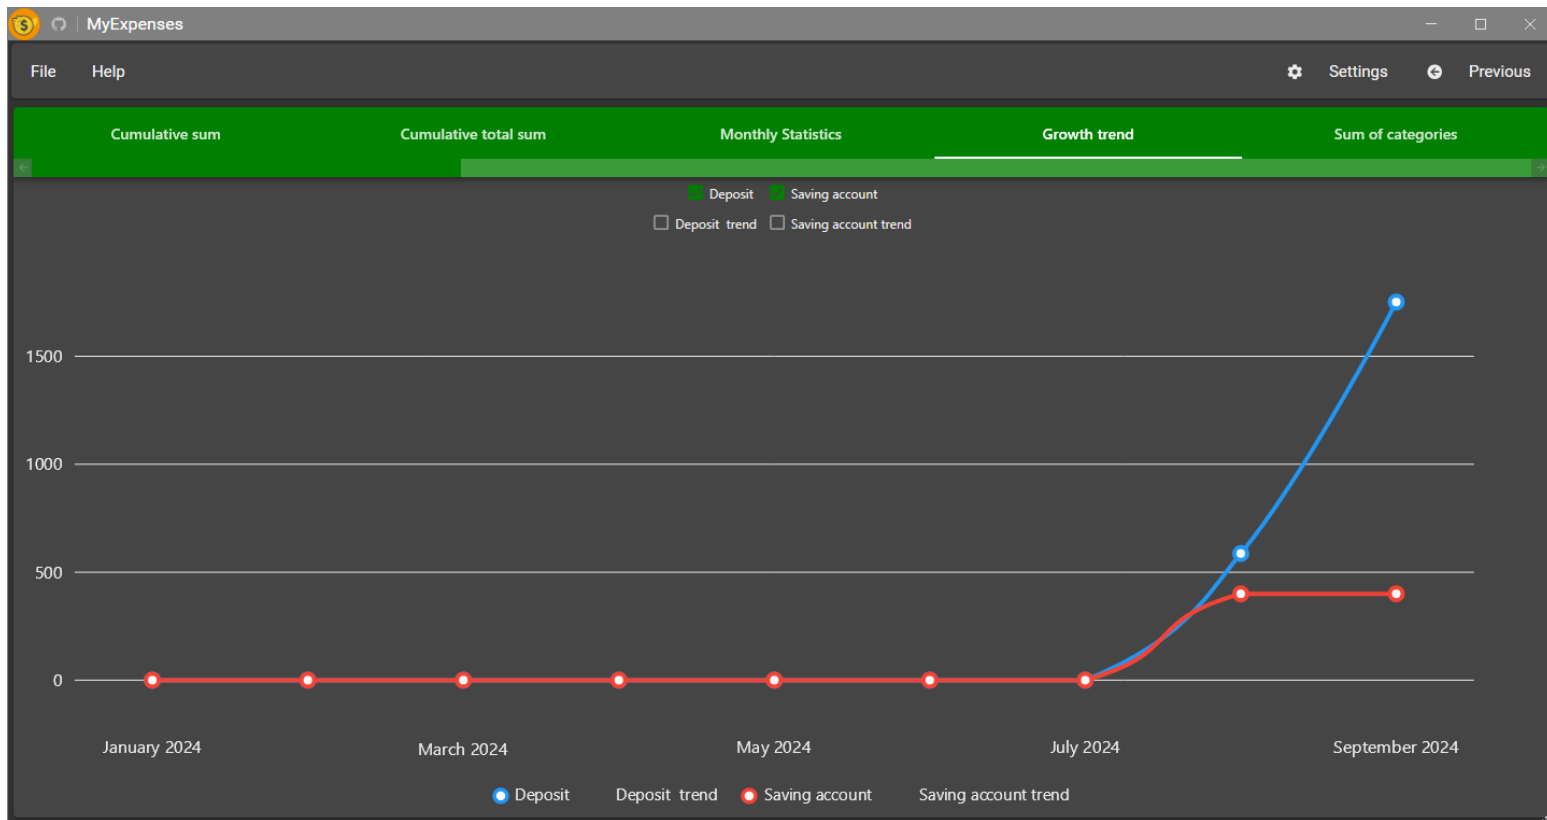 MyExpenses
File Help Settings Previous
Cumulative sum Cumulative total sum Monthly Statistics Growth trend Sum of categories
Deposit Saving account
Deposit trend Saving account trend
1500
1000
500
0
January 2024 March 2024 May 2024 July 2024 September 2024
Deposit Deposit trend Saving account Saving account trend